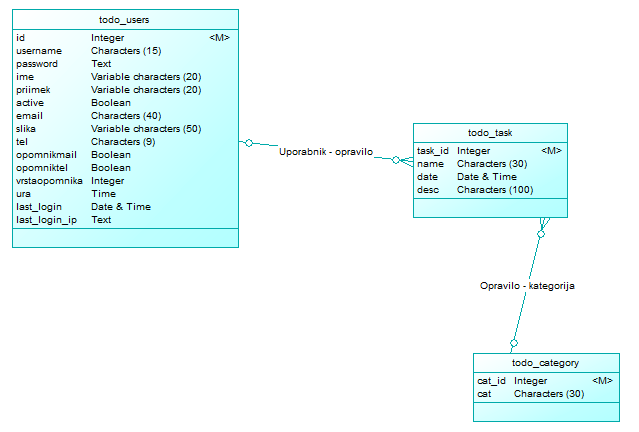 todo_users
id Integer <M>
username Characters (15)
password Text
ime Variable characters (20)
priimek Variable characters (20)
active Boolean
email Characters (40)
slika Variable characters (50)
tel Characters (9)
opomnikmail Boolean
opomniktel Boolean
vrstaopomnika Integer
ura Time
last_login Date & Time
last_login_ip Text
Uporabnik - opravilo
todo_task
task_id Integer <M>
name Characters (30)
date Date & Time
desc Characters (100)
Opravilo - kategorija
todo_category
cat_id Integer <M>
cat Characters (30)